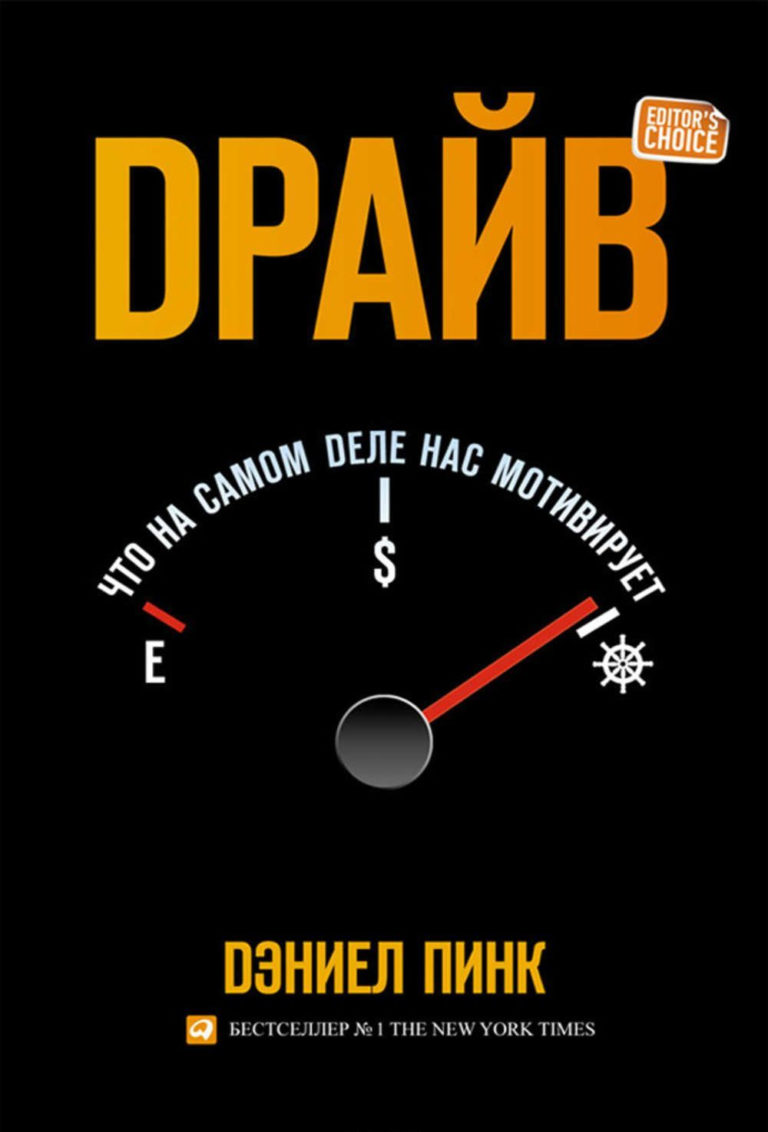 EDITOR'S
CHOICE
DРАЙВ
ЧТО НА САМОМ DЕЛЕ НАС МОТИВИРУЕТ
$
E
DЭНИЕЛ ПИНК
БЕСТСЕЛЛЕР № 1 THE NEW YORK TIMES